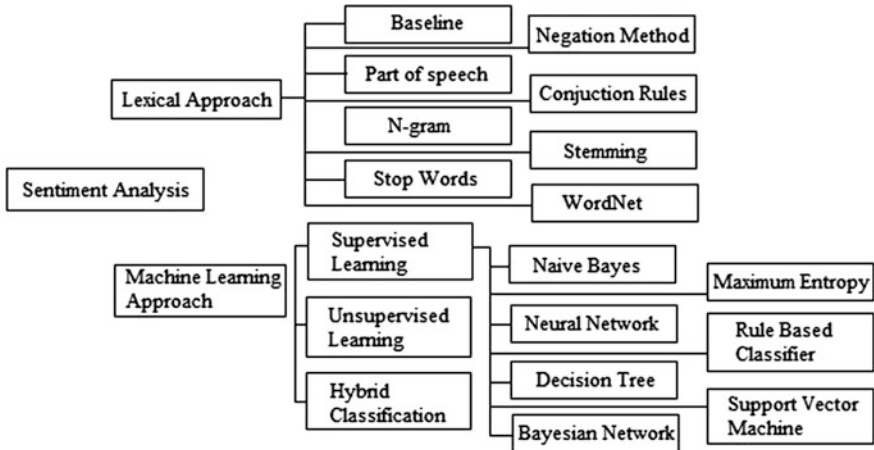 Baseline
Negation Method
Part of speech
Lexical Approach
Conjuction Rules
N-gram
Stemming
Stop Words
Sentiment Analysis
WordNet
Supervised
Learning
Machine Learning
Approach
Naive Bayes
Maximum Entropy
Unsupervised
Learning
Neural Network
Rule Based
Classifier
Hybrid
Classification
Decision Tree
Support Vector
Machine
Bayesian Network